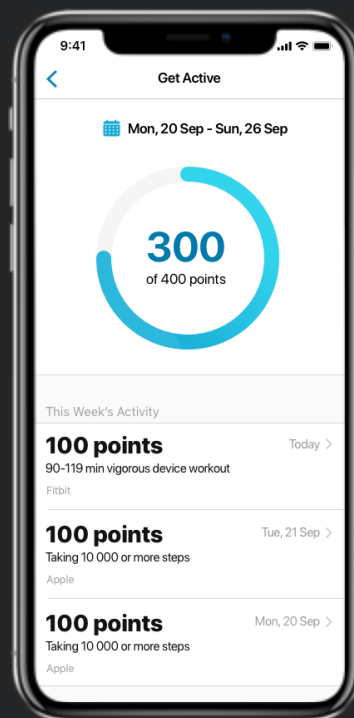 9:41
Get Active
Mon, 20 Sep - Sun, 26 Sep
300
of 400 points
This Week's Activity
100 points
Today
90-119 min vigorous device workout
Fitbit
100 points
Tue, 21 Sep
Taking 10 000 or more steps
Apple
100 points
Mon, 20 Sep
Taking 10 000 or more steps
Apple